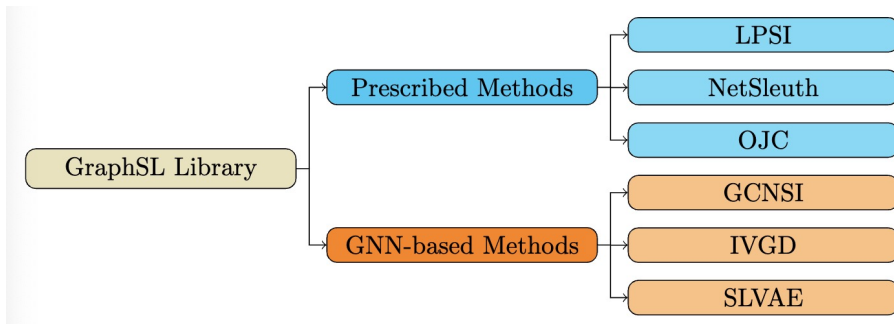 GraphSL Library
Prescribed Methods
LPSI
NetSleuth
OJC
GNN-based Methods
GCNSI
IVGD
SLVAE